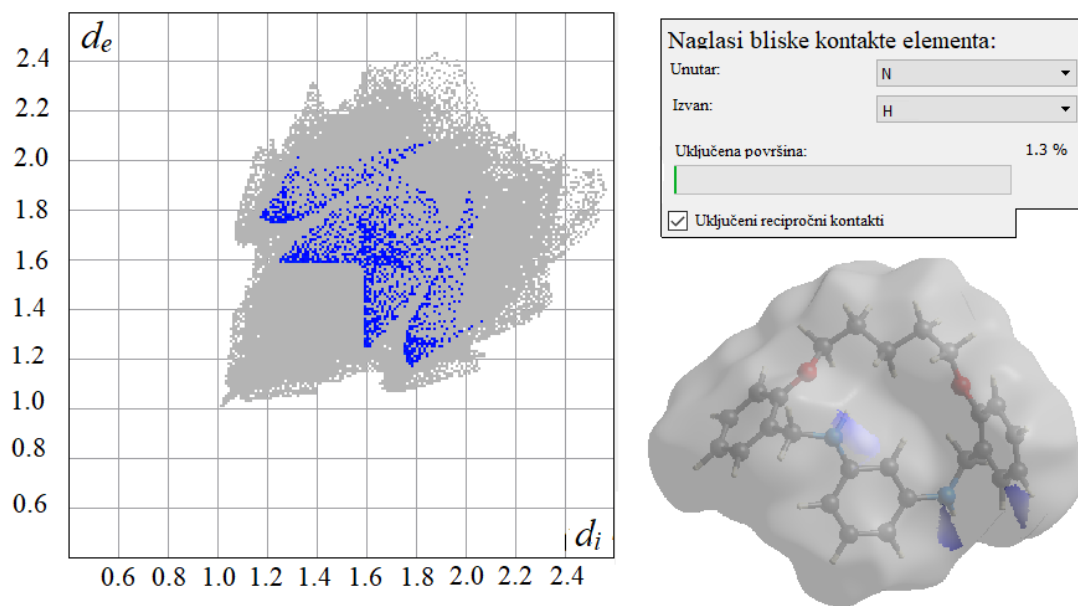 d_e
2.4
2.2
2.0
1.8
1.6
1.4
1.2
1.0
0.8
0.6
d_i
0.6 0.8 1.0 1.2 1.4 1.6 1.8 2.0 2.2 2.4
Naglasi bliske kontakte elementa:
Unutar: N
Izvan: H
Uključena površina: 1.3 %
Uključeni recipročni kontakti